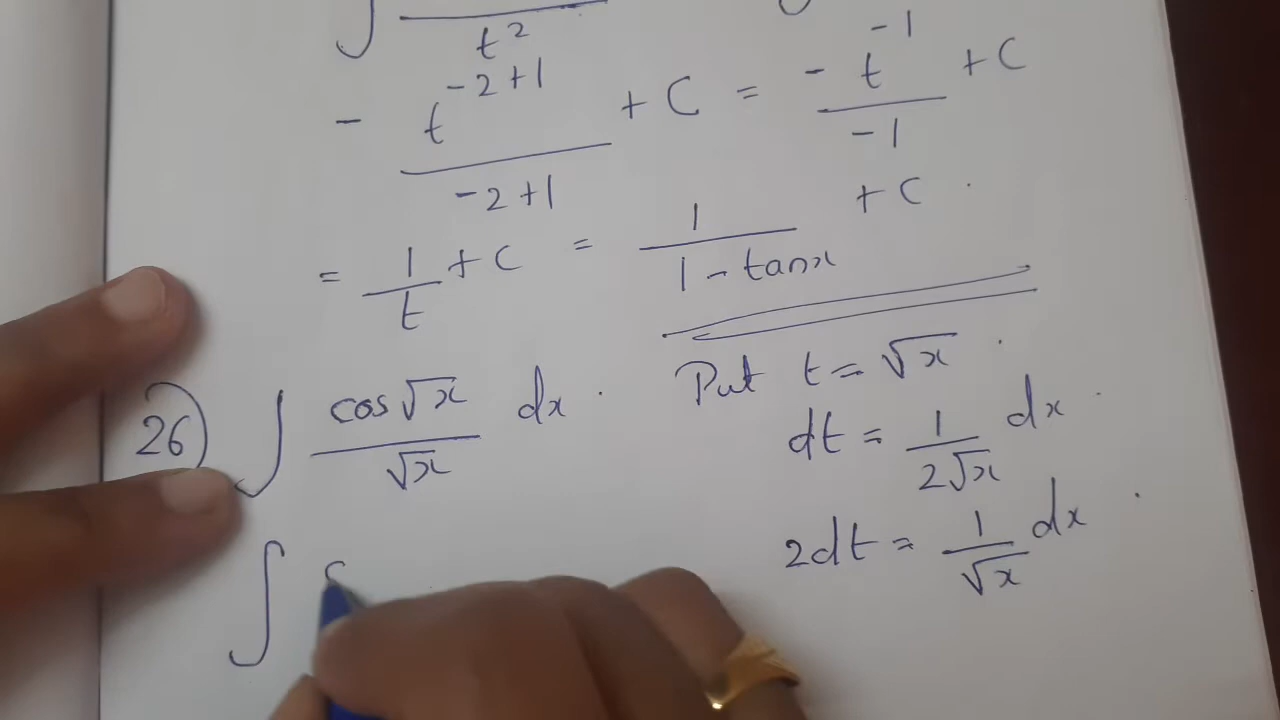 ∫ ――― / t²
- t^(-2+1) / (-2+1) + C = - t^(-1) / -1 + C
= 1/t + C = 1 / (1 - tanx) + C
26) ∫ cos√x / √x dx . Put t = √x .
dt = 1 / 2√x dx .
2dt = 1 / √x dx .
∫